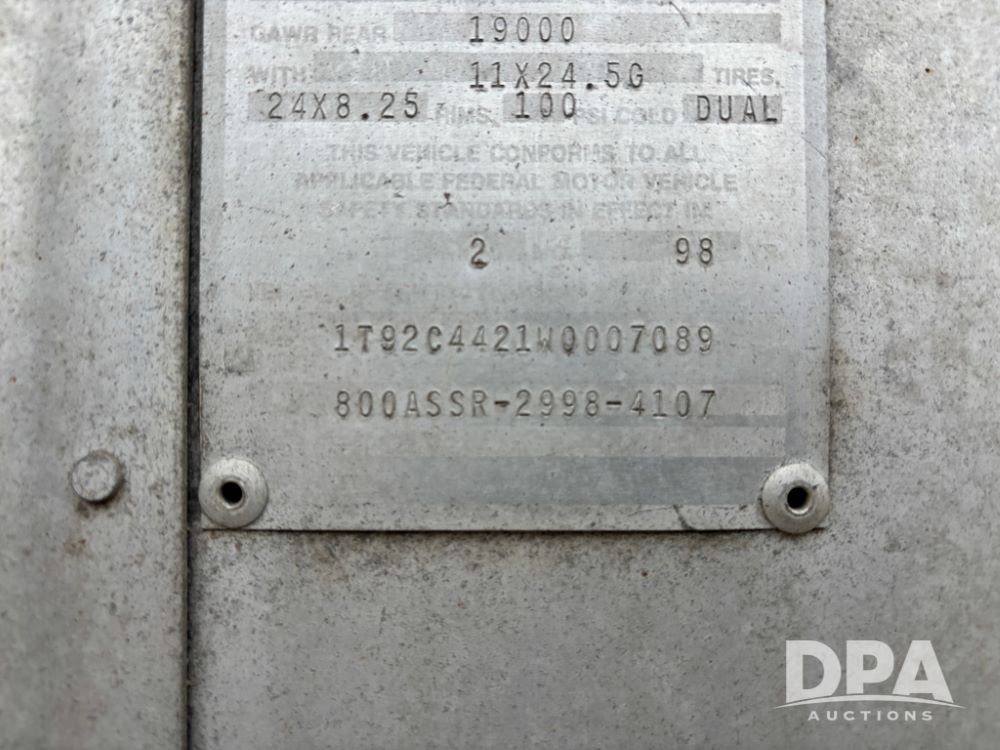 GAWR REAR 19000
WITH 11X24.5G TIRES,
24X8.25 RIMS, 100 PSI COLD DUAL
THIS VEHICLE CONFORMS TO ALL
APPLICABLE FEDERAL MOTOR VEHICLE
SAFETY STANDARDS IN EFFECT IN
2 98
1T92C4421W0007089
800ASSR-2998-4107
DPA
AUCTIONS